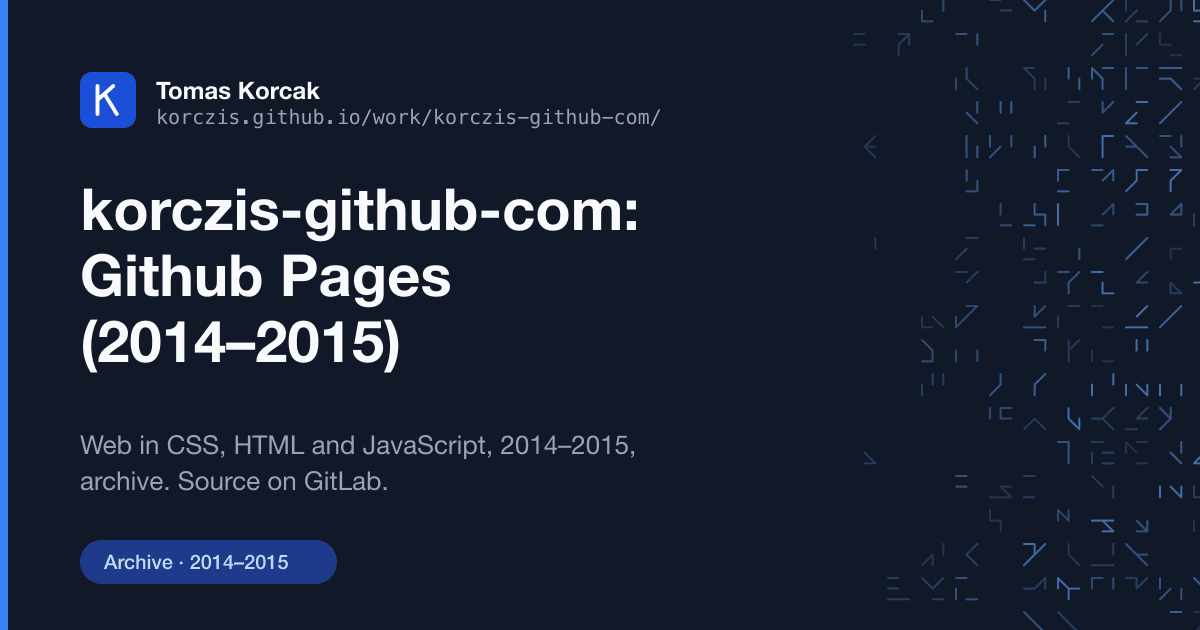 K
Tomas Korcak
korczis.github.io/work/korczis-github-com/
korczis-github-com:
Github Pages
(2014–2015)
Web in CSS, HTML and JavaScript, 2014–2015,
archive. Source on GitLab.
Archive · 2014–2015